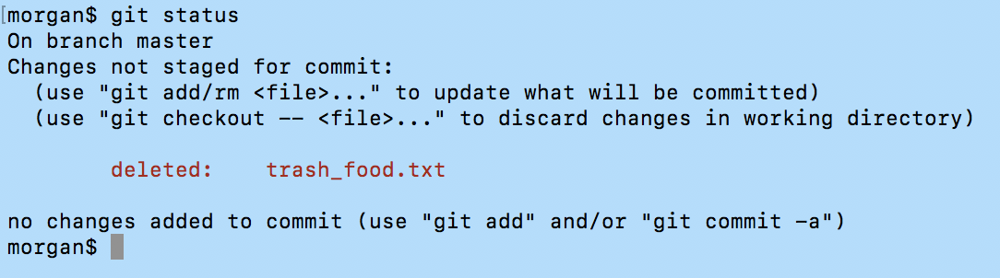 [morgan$ git status
On branch master
Changes not staged for commit:
  (use "git add/rm <file>..." to update what will be committed)
  (use "git checkout -- <file>..." to discard changes in working directory)

        deleted:    trash_food.txt

no changes added to commit (use "git add" and/or "git commit -a")
morgan$